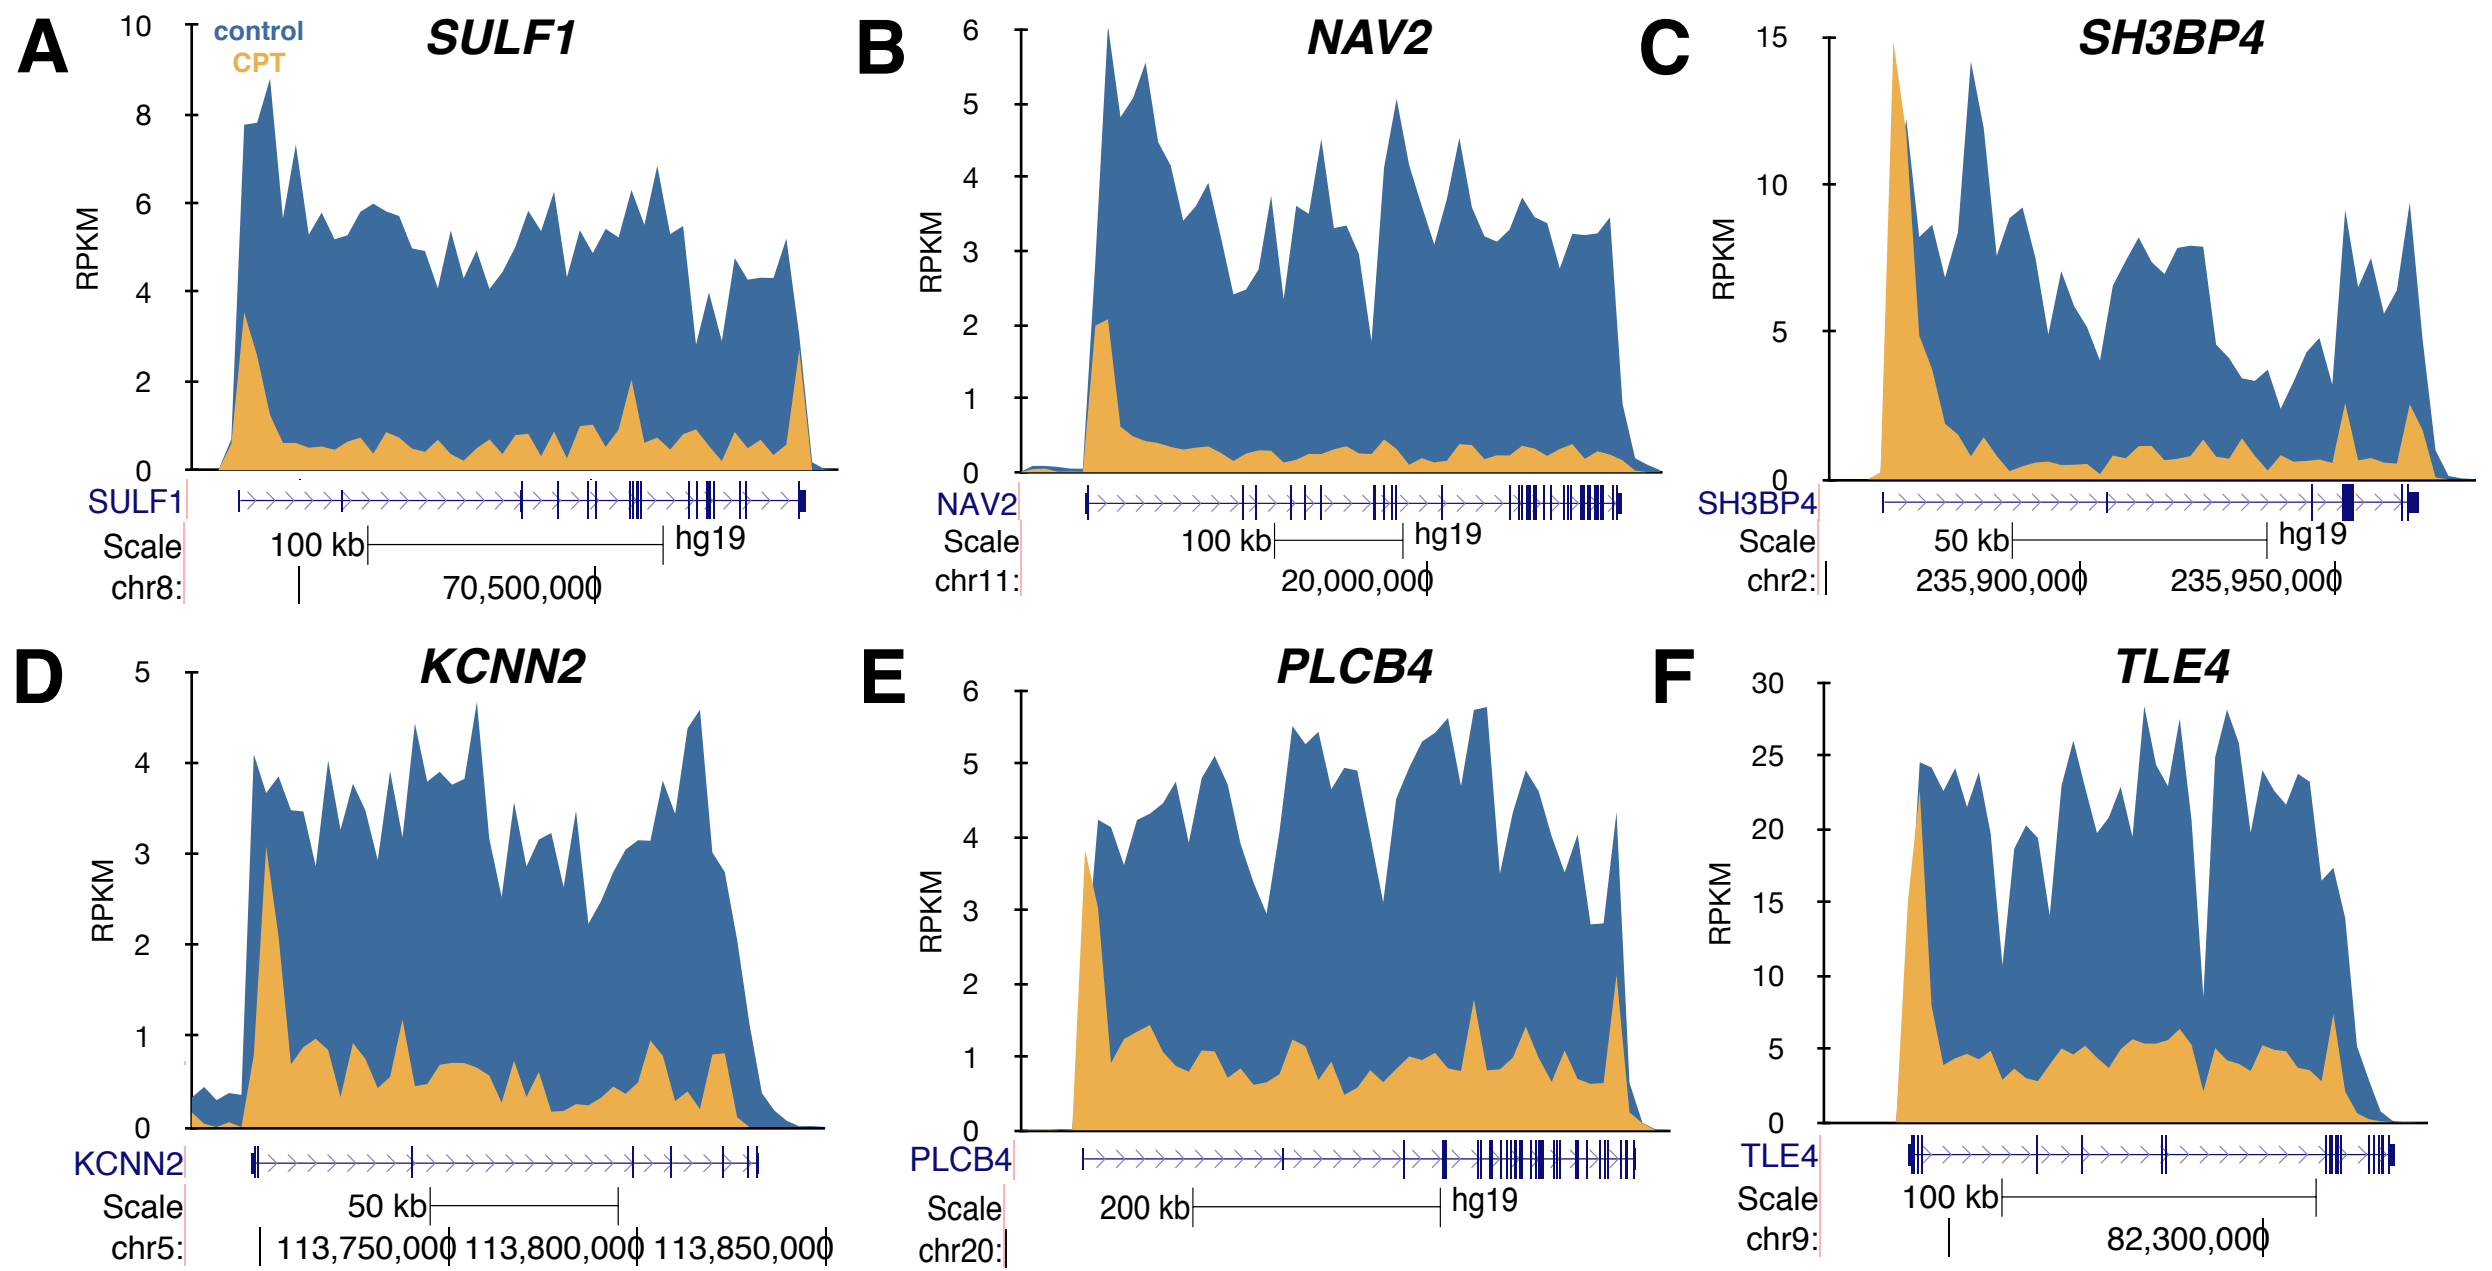 A
SULF1
control
CPT
10
8
6
4
2
0
RPKM
SULF1
Scale
100 kb
hg19
chr8:
70,500,000
B
NAV2
6
5
4
3
2
1
0
RPKM
NAV2
Scale
100 kb
hg19
chr11:
20,000,000
C
SH3BP4
15
10
5
0
RPKM
SH3BP4
Scale
50 kb
hg19
chr2:
235,900,000
235,950,000
D
KCNN2
5
4
3
2
1
0
RPKM
KCNN2
Scale
50 kb
chr5:
113,750,000
113,800,000
113,850,000
E
PLCB4
6
5
4
3
2
1
0
RPKM
PLCB4
Scale
200 kb
hg19
chr20:
F
TLE4
30
25
20
15
10
5
0
RPKM
TLE4
Scale
100 kb
chr9:
82,300,000